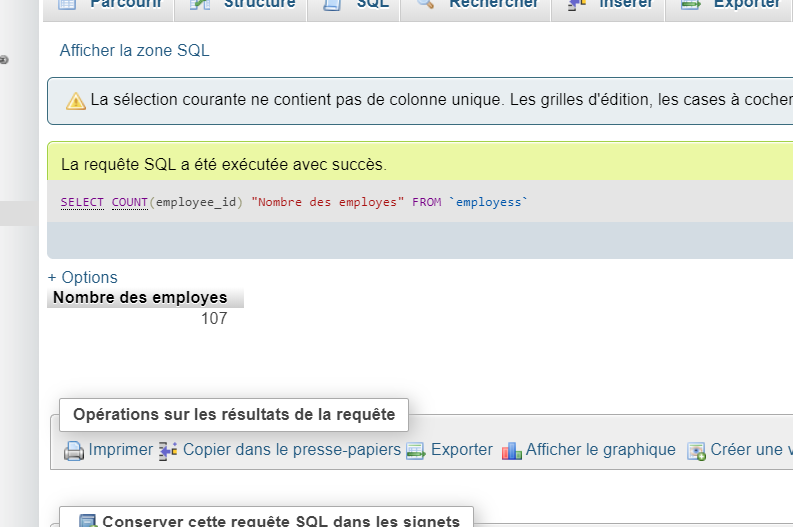 Parcourir Structure SQL Rechercher Insérer Exporter
Afficher la zone SQL
La sélection courante ne contient pas de colonne unique. Les grilles d'édition, les cases à cocher
La requête SQL a été exécutée avec succès.
SELECT COUNT(employee_id) "Nombre des employes" FROM `employess`
+ Options
Nombre des employes
107
Opérations sur les résultats de la requête
Imprimer Copier dans le presse-papiers Exporter Afficher le graphique Créer une v
Conserver cette requête SQL dans les signets